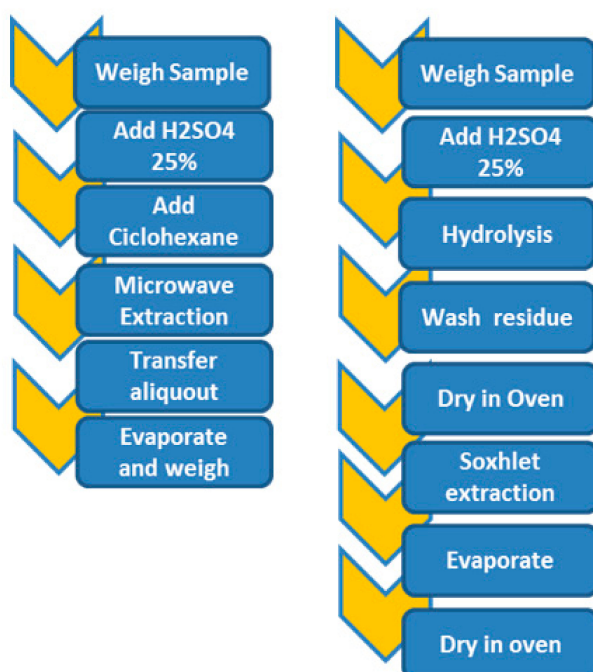 Weigh Sample
Add H2SO4
25%
Add
Ciclohexane
Microwave
Extraction
Transfer
aliquout
Evaporate
and weigh
Weigh Sample
Add H2SO4
25%
Hydrolysis
Wash residue
Dry in Oven
Soxhlet
extraction
Evaporate
Dry in oven